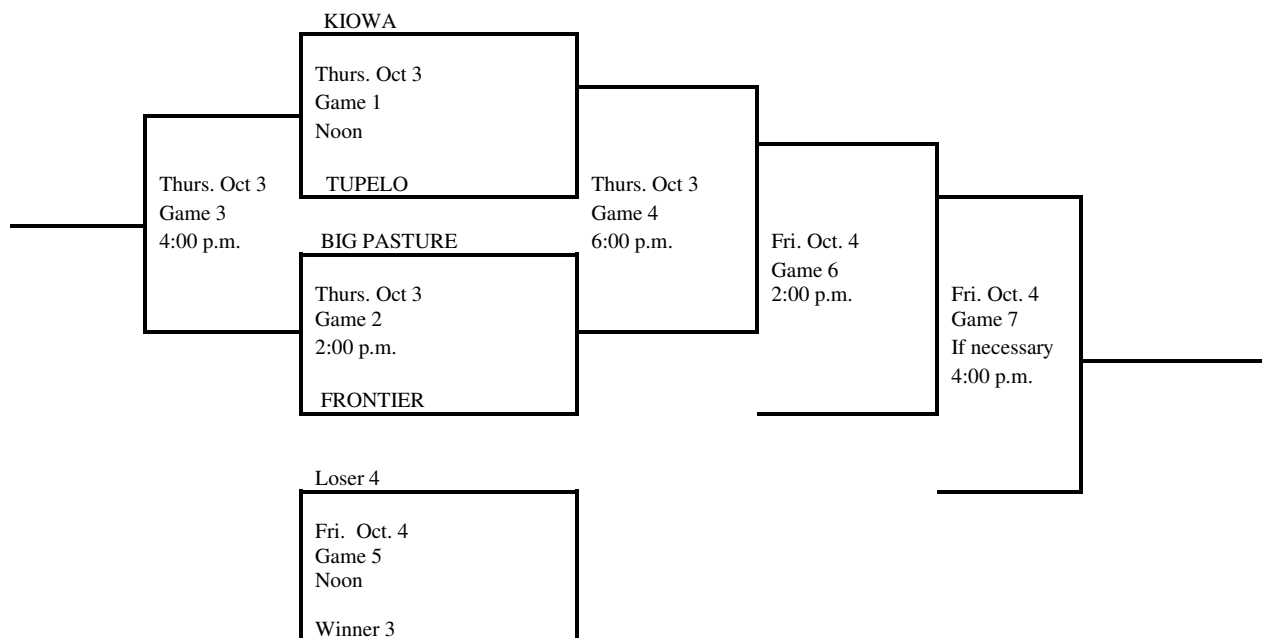 KIOWA
Thurs. Oct 3
Game 1
Noon
TUPELO
Thurs. Oct 3
Game 3
4:00 p.m.
Thurs. Oct 3
Game 4
6:00 p.m.
BIG PASTURE
Thurs. Oct 3
Game 2
2:00 p.m.
FRONTIER
Fri. Oct. 4
Game 6
2:00 p.m.
Fri. Oct. 4
Game 7
If necessary
4:00 p.m.
Loser 4
Fri.  Oct. 4
Game 5
Noon
Winner 3